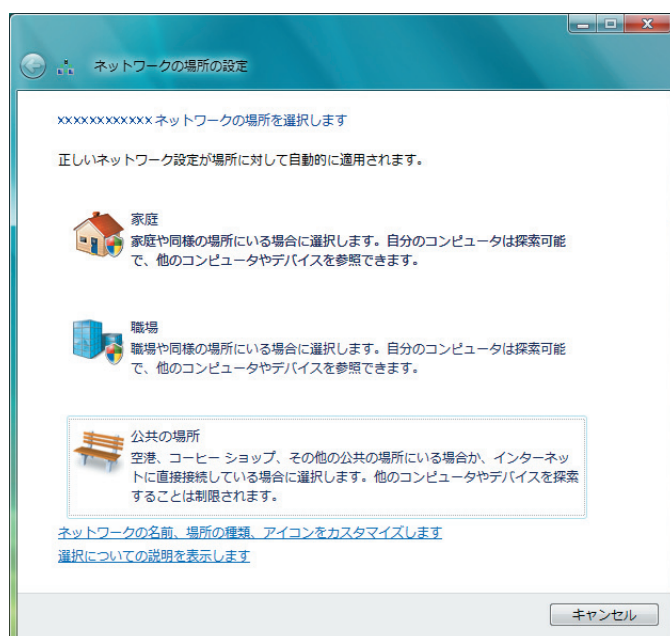 ネットワークの場所の設定
xxxxxxxxxxxxネットワークの場所を選択します
正しいネットワーク設定が場所に対して自動的に適用されます。
家庭
家庭や同様の場所にいる場合に選択します。自分のコンピュータは探索可能
で、他のコンピュータやデバイスを参照できます。
職場
職場や同様の場所にいる場合に選択します。自分のコンピュータは探索可能
で、他のコンピュータやデバイスを参照できます。
公共の場所
空港、コーヒー ショップ、その他の公共の場所にいる場合か、インターネッ
トに直接接続している場合に選択します。他のコンピュータやデバイスを探索
することは制限されます。
ネットワークの名前、場所の種類、アイコンをカスタマイズします
選択についての説明を表示します
キャンセル